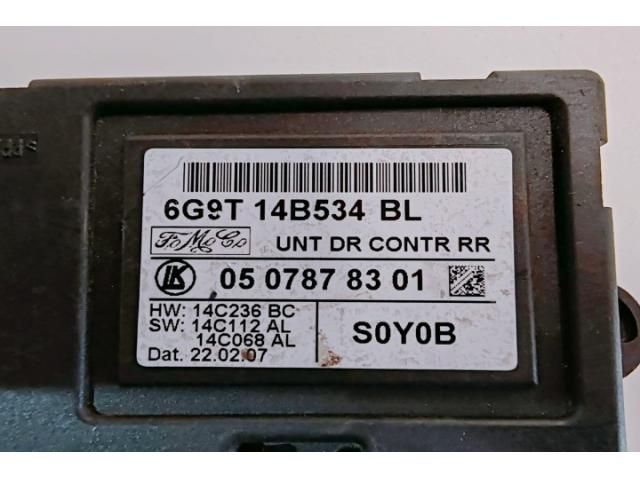 6G9T 14B534 BL
FoMoCo UNT DR CONTR RR
LK 05 0787 83 01
HW: 14C236 BC
SW: 14C112 AL
14C068 AL
Dat. 22.02.07
S0Y0B